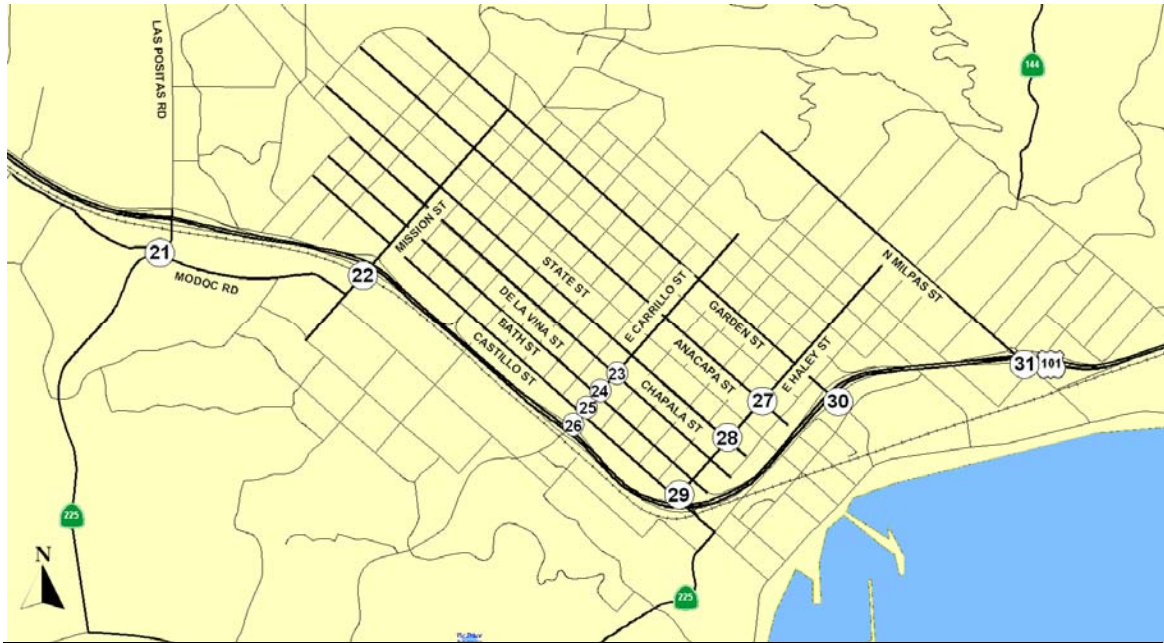 LAS POSITAS RD
144
MISSION ST
N MILPAS ST
21
22
MODOC RD
STATE ST
E CARRILLO ST
GARDEN ST
DE LA VINA ST
BATH ST
CASTILLO ST
ANACAPA ST
E HALEY ST
CHAPALA ST
23
24
25
26
27
28
29
30
31
101
225
N
225